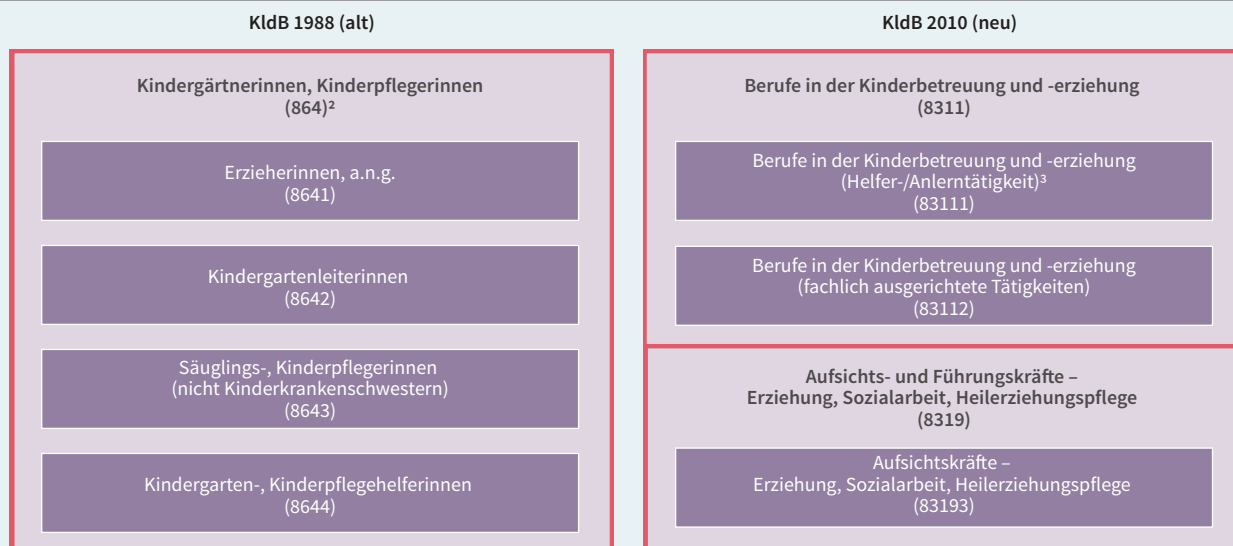 KldB 1988 (alt)
Kindergärtnerinnen, Kinderpflegerinnen
(864)²
Erzieherinnen, a.n.g.
(8641)
Kindergartenleiterinnen
(8642)
Säuglings-, Kinderpflegerinnen
(nicht Kinderkrankenschwestern)
(8643)
Kindergarten-, Kinderpflegehelferinnen
(8644)
KldB 2010 (neu)
Berufe in der Kinderbetreuung und -erziehung
(8311)
Berufe in der Kinderbetreuung und -erziehung
(Helfer-/Anlerntätigkeit)³
(83111)
Berufe in der Kinderbetreuung und -erziehung
(fachlich ausgerichtete Tätigkeiten)
(83112)
Aufsichts- und Führungskräfte –
Erziehung, Sozialarbeit, Heilerziehungspflege
(8319)
Aufsichtskräfte –
Erziehung, Sozialarbeit, Heilerziehungspflege
(83193)